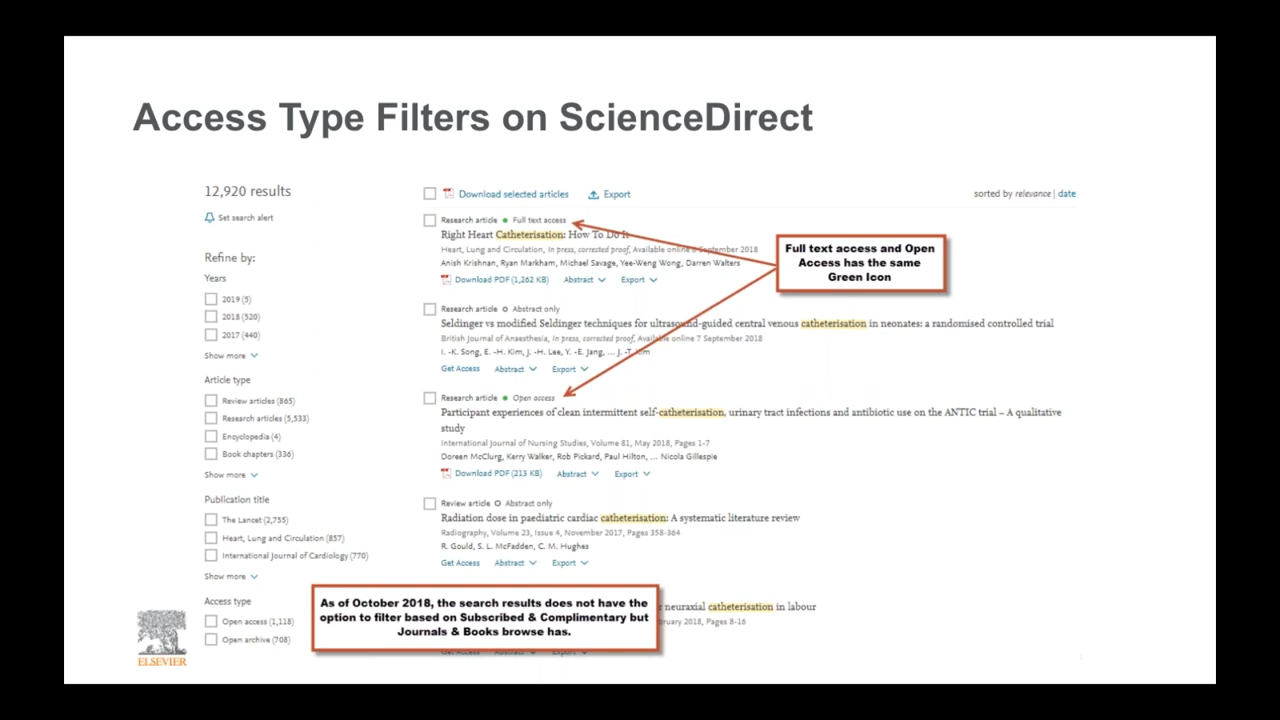 Access Type Filters on ScienceDirect
12,920 results
Set search alert
Refine by:
Years
2019 (5)
2018 (520)
2017 (440)
Show more
Article type
Review articles (865)
Research articles (5,533)
Encyclopedia (4)
Book chapters (336)
Show more
Publication title
The Lancet (2,755)
Heart, Lung and Circulation (857)
International Journal of Cardiology (770)
Show more
Access type
Open access (1,118)
Open archive (708)
ELSEVIER
Download selected articles Export
sorted by relevance | date
Research article Full text access
Right Heart Catheterisation: How To Do It
Heart, Lung and Circulation, In press, corrected proof, Available online September 2018
Anish Krishnan, Ryan Markham, Michael Savage, Yee-Weng Wong, Darren Walters
Download PDF (1,262 KB) Abstract Export
Full text access and Open
Access has the same
Green Icon
Research article Abstract only
Seldinger vs modified Seldinger techniques for ultrasound-guided central venous catheterisation in neonates: a randomised controlled trial
British Journal of Anaesthesia, In press, corrected proof, Available online 7 September 2018
I. -K. Song, E. -H. Kim, J. -H. Lee, Y. -E. Jang, ... J. -T. Kim
Get Access Abstract Export
Research article Open access
Participant experiences of clean intermittent self-catheterisation, urinary tract infections and antibiotic use on the ANTIC trial – A qualitative
study
International Journal of Nursing Studies, Volume 81, May 2018, Pages 1-7
Doreen McClurg, Kerry Walker, Rob Pickard, Paul Hilton, ... Nicola Gillespie
Download PDF (213 KB) Abstract Export
Review article Abstract only
Radiation dose in paediatric cardiac catheterisation: A systematic literature review
Radiography, Volume 23, Issue 4, November 2017, Pages 358-364
R. Gould, S. L. McFadden, C. M. Hughes
Get Access Abstract Export
As of October 2018, the search results does not have the
option to filter based on Subscribed & Complimentary but
Journals & Books browse has.
neuraxial catheterisation in labour
2018, Pages 8-16
Get Access Abstract Export